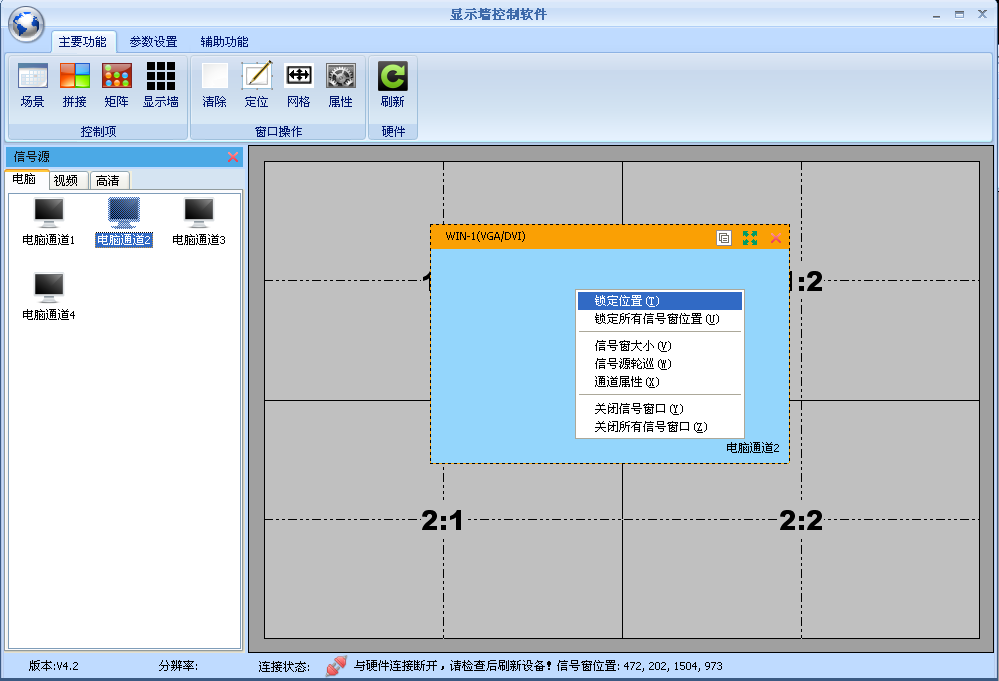 显示墙控制软件
主要功能 参数设置 辅助功能
场景 拼接 矩阵 显示墙 清除 定位 网格 属性 刷新
控制项 窗口操作 硬件
信号源
电脑 视频 高清
电脑通道1 电脑通道2 电脑通道3
电脑通道4
WIN-1(VGA/DVI)
:2
锁定位置(T)
锁定所有信号窗位置(U)
信号窗大小(V)
信号源轮巡(W)
通道属性(X)
关闭信号窗口(Y)
关闭所有信号窗口(Z)
电脑通道2
2:1 2:2
版本:V4.2 分辨率: 连接状态: 与硬件连接断开，请检查后刷新设备! 信号窗位置: 472, 202, 1504, 973